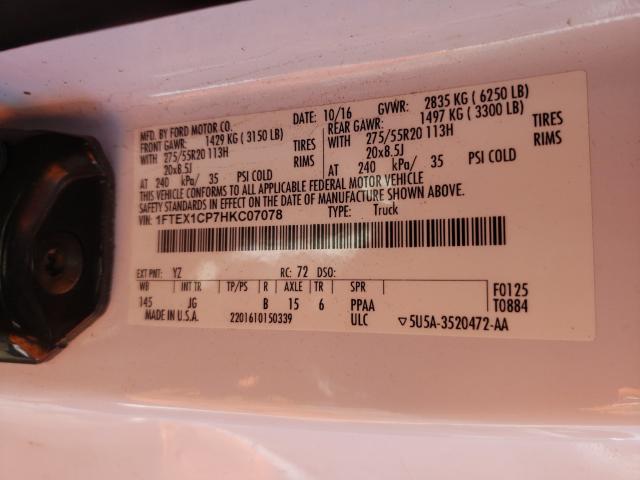 MFD. BY FORD MOTOR CO. DATE: 10/16 GVWR: 2835 KG ( 6250 LB)
FRONT GAWR: 1429 KG ( 3150 LB) REAR GAWR: 1497 KG ( 3300 LB)
WITH 275/55R20 113H TIRES WITH 275/55R20 113H TIRES
20x8.5J RIMS 20x8.5J RIMS
AT 240 kPa/ 35 PSI COLD AT 240 kPa/ 35 PSI COLD
THIS VEHICLE CONFORMS TO ALL APPLICABLE FEDERAL MOTOR VEHICLE
SAFETY STANDARDS IN EFFECT ON THE DATE OF MANUFACTURE SHOWN ABOVE.
VIN: 1FTEX1CP7HKC07078 TYPE: Truck
EXT PNT: YZ RC: 72 DSO:
WB INT TR TP/PS R AXLE TR SPR F0125
145 JG B 15 6 PPAA T0884
MADE IN U.S.A. 2201610150339 ULC ▽5U5A-3520472-AA